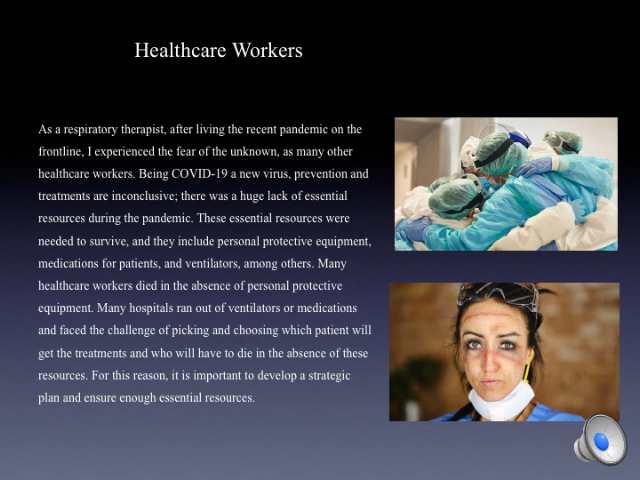 Healthcare Workers
As a respiratory therapist, after living the recent pandemic on the
frontline, I experienced the fear of the unknown, as many other
healthcare workers. Being COVID-19 a new virus, prevention and
treatments are inconclusive; there was a huge lack of essential
resources during the pandemic. These essential resources were
needed to survive, and they include personal protective equipment,
medications for patients, and ventilators, among others. Many
healthcare workers died in the absence of personal protective
equipment. Many hospitals ran out of ventilators or medications
and faced the challenge of picking and choosing which patient will
get the treatments and who will have to die in the absence of these
resources. For this reason, it is important to develop a strategic
plan and ensure enough essential resources.